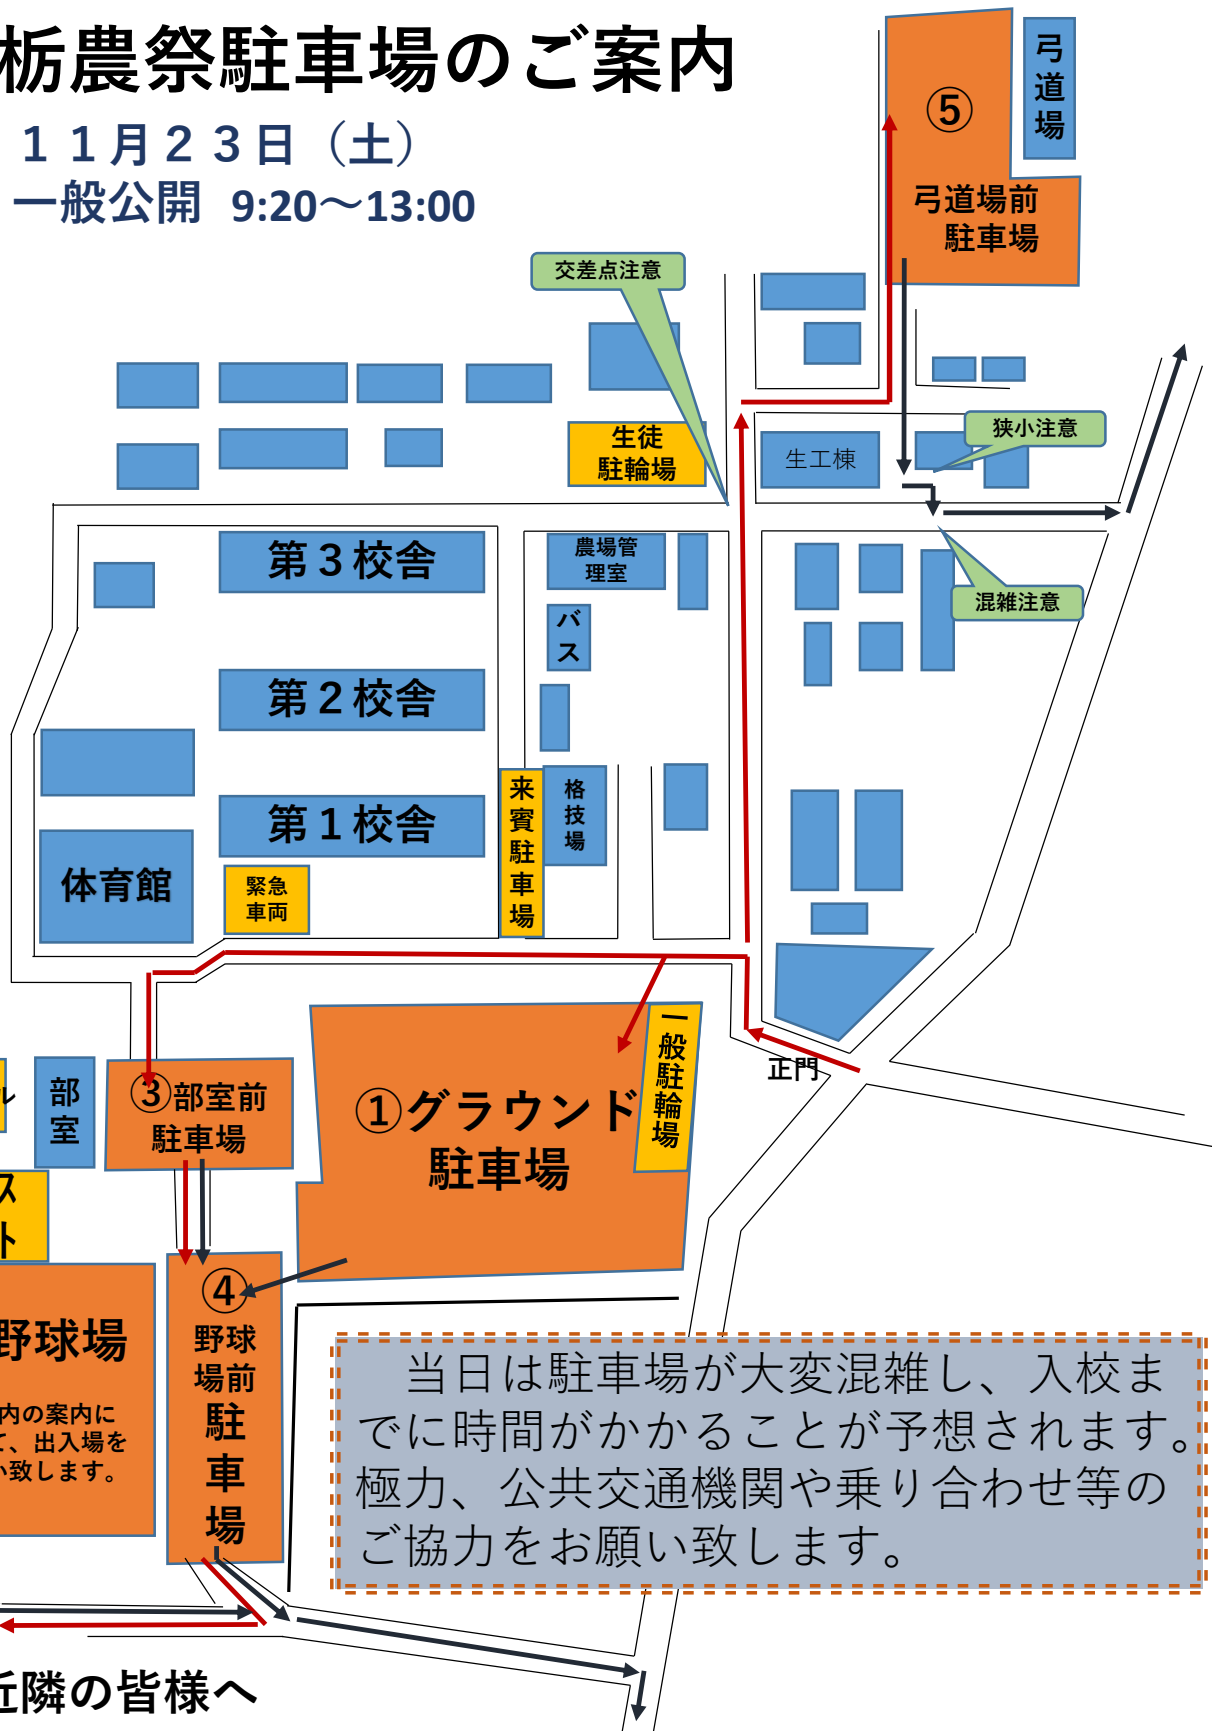 栃農祭駐車場のご案内
１１月２３日（土）
一般公開 9:20～13:00
⑤
弓道場前
駐車場
弓道場
交差点注意
狭小注意
混雑注意
生徒
駐輪場
生工棟
第３校舎
農場管
理室
バス
第２校舎
第１校舎
来賓駐車場
格技場
体育館
緊急
車両
正門
一般駐輪場
①グラウンド
駐車場
部室
③部室前
駐車場
ル
ス
ト
④
野球
場前
駐
車
場
野球場
内の案内に
て、出入場を
い致します。
当日は駐車場が大変混雑し、入校ま
でに時間がかかることが予想されます。
極力、公共交通機関や乗り合わせ等の
ご協力をお願い致します。
近隣の皆様へ